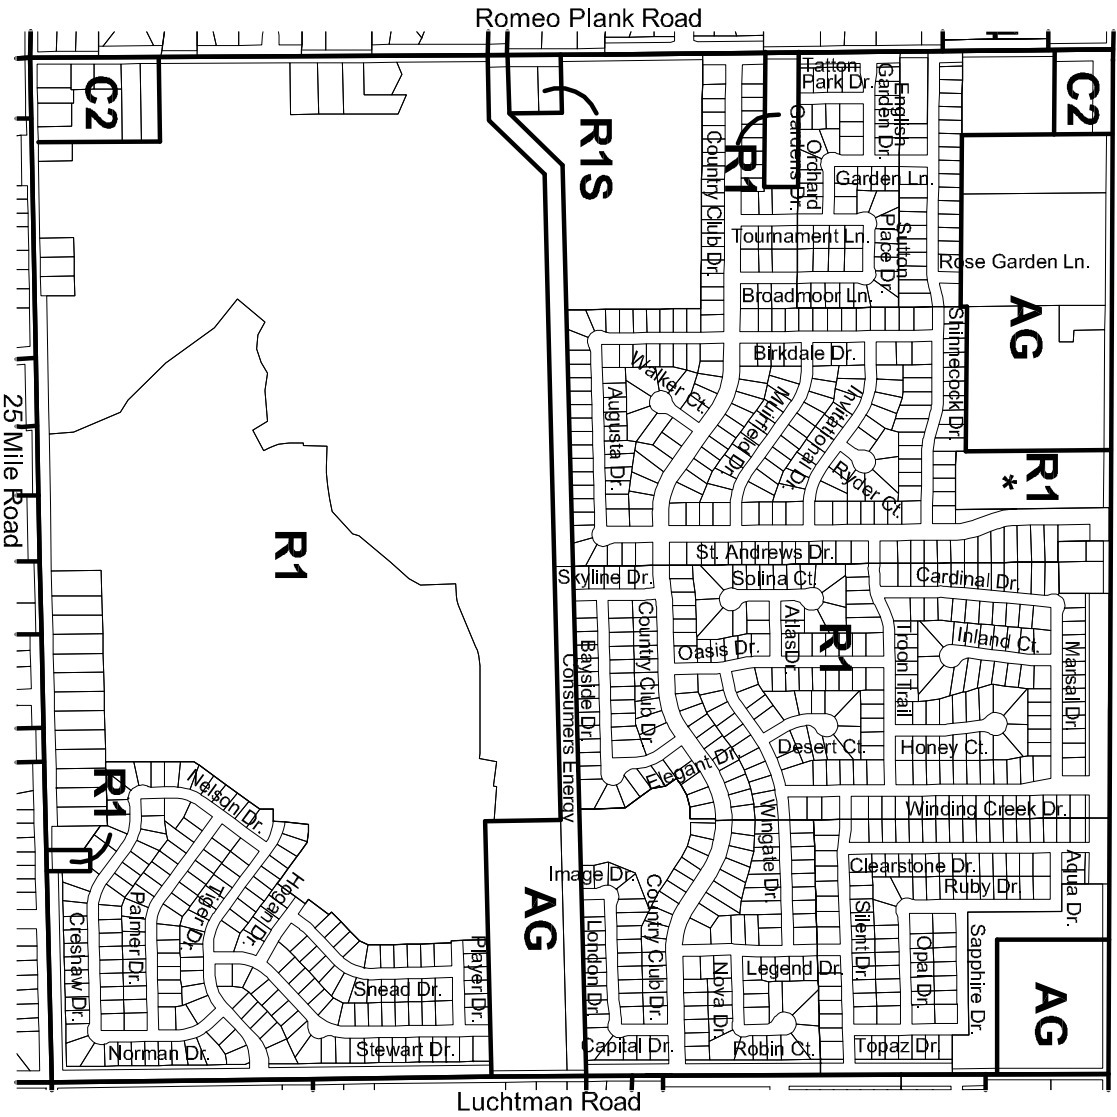 Romeo Plank Road
C2
R1S
Tatton
Park Dr.
English
Garden Dr.
C2
R1
Gardens Dr.
Orchard
Garden Ln.
Country Club Dr.
Tournament Ln.
Sutton
Place Dr.
Rose Garden Ln.
Broadmoor Ln.
AG
Shinnecock Dr.
Birkdale Dr.
Walker Ct.
Augusta Dr.
Muirfield Dr.
Invitational Dr.
Ryder Ct.
R1
*
25 Mile Road
R1
St. Andrews Dr.
Skyline Dr.
Solina Ct.
Cardinal Dr.
Country Club Dr.
Atlas Dr.
R1
Oasis Dr.
Troon Trail
Inland Ct.
Marsal Dr.
Bayside Dr.
Consumers Energy
Desert Ct.
Honey Ct.
Elegant Dr.
R1
Nelson Dr.
Wingate Dr.
Winding Creek Dr.
Image Dr.
Clearstone Dr.
Ruby Dr.
Aqua Dr.
Hogan Dr.
Tiger Dr.
Palmer Dr.
Creshaw Dr.
AG
Country Club Dr.
London Dr.
Silent Dr.
Opal Dr.
Sapphire Dr.
Player Dr.
Snead Dr.
Nova Dr.
Legend Dr.
AG
Norman Dr.
Stewart Dr.
Capital Dr.
Robin Ct.
Topaz Dr.
Luchtman Road